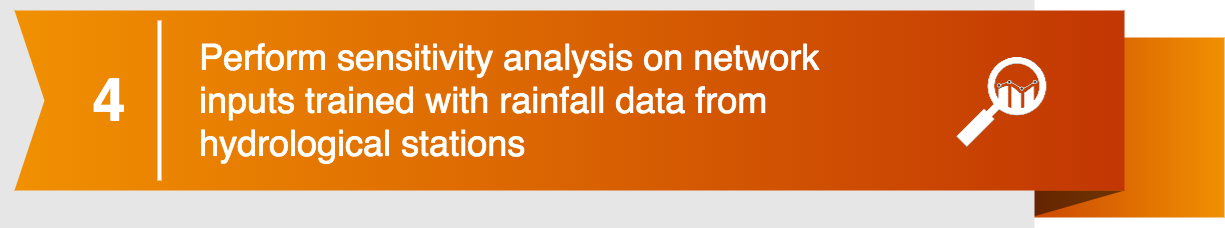 4
Perform sensitivity analysis on network
inputs trained with rainfall data from
hydrological stations